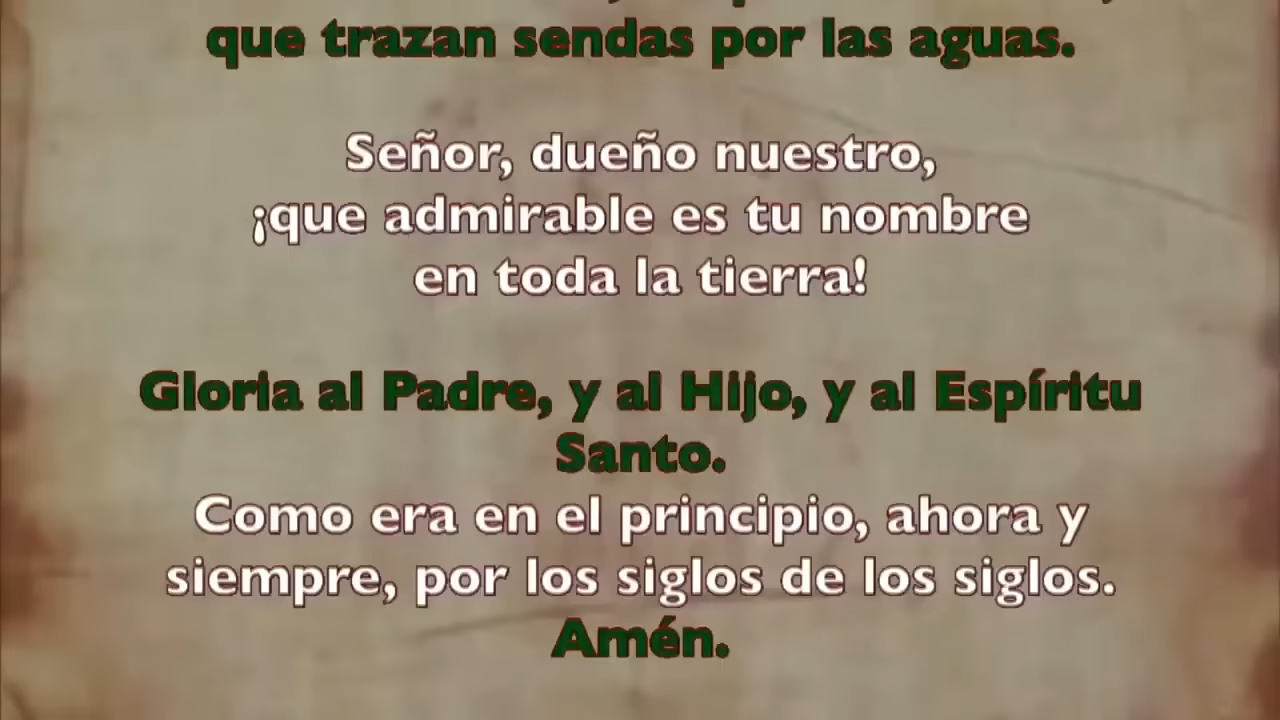 que trazan sendas por las aguas.
Señor, dueño nuestro,
¡que admirable es tu nombre
en toda la tierra!
Gloria al Padre, y al Hijo, y al Espíritu
Santo.
Como era en el principio, ahora y
siempre, por los siglos de los siglos.
Amén.